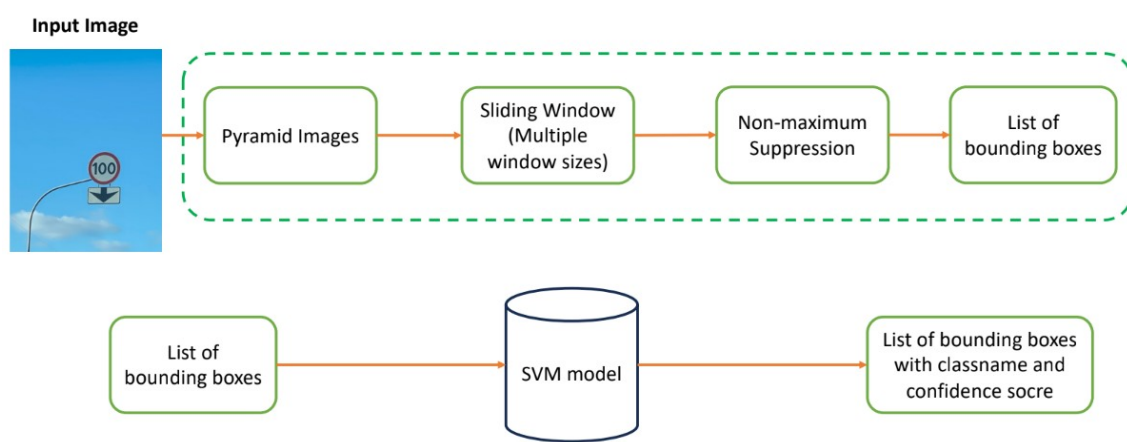 Input Image
100
Pyramid Images
Sliding Window
(Multiple
window sizes)
Non-maximum
Suppression
List of
bounding boxes
List of
bounding boxes
SVM model
List of bounding boxes
with classname and
confidence socre